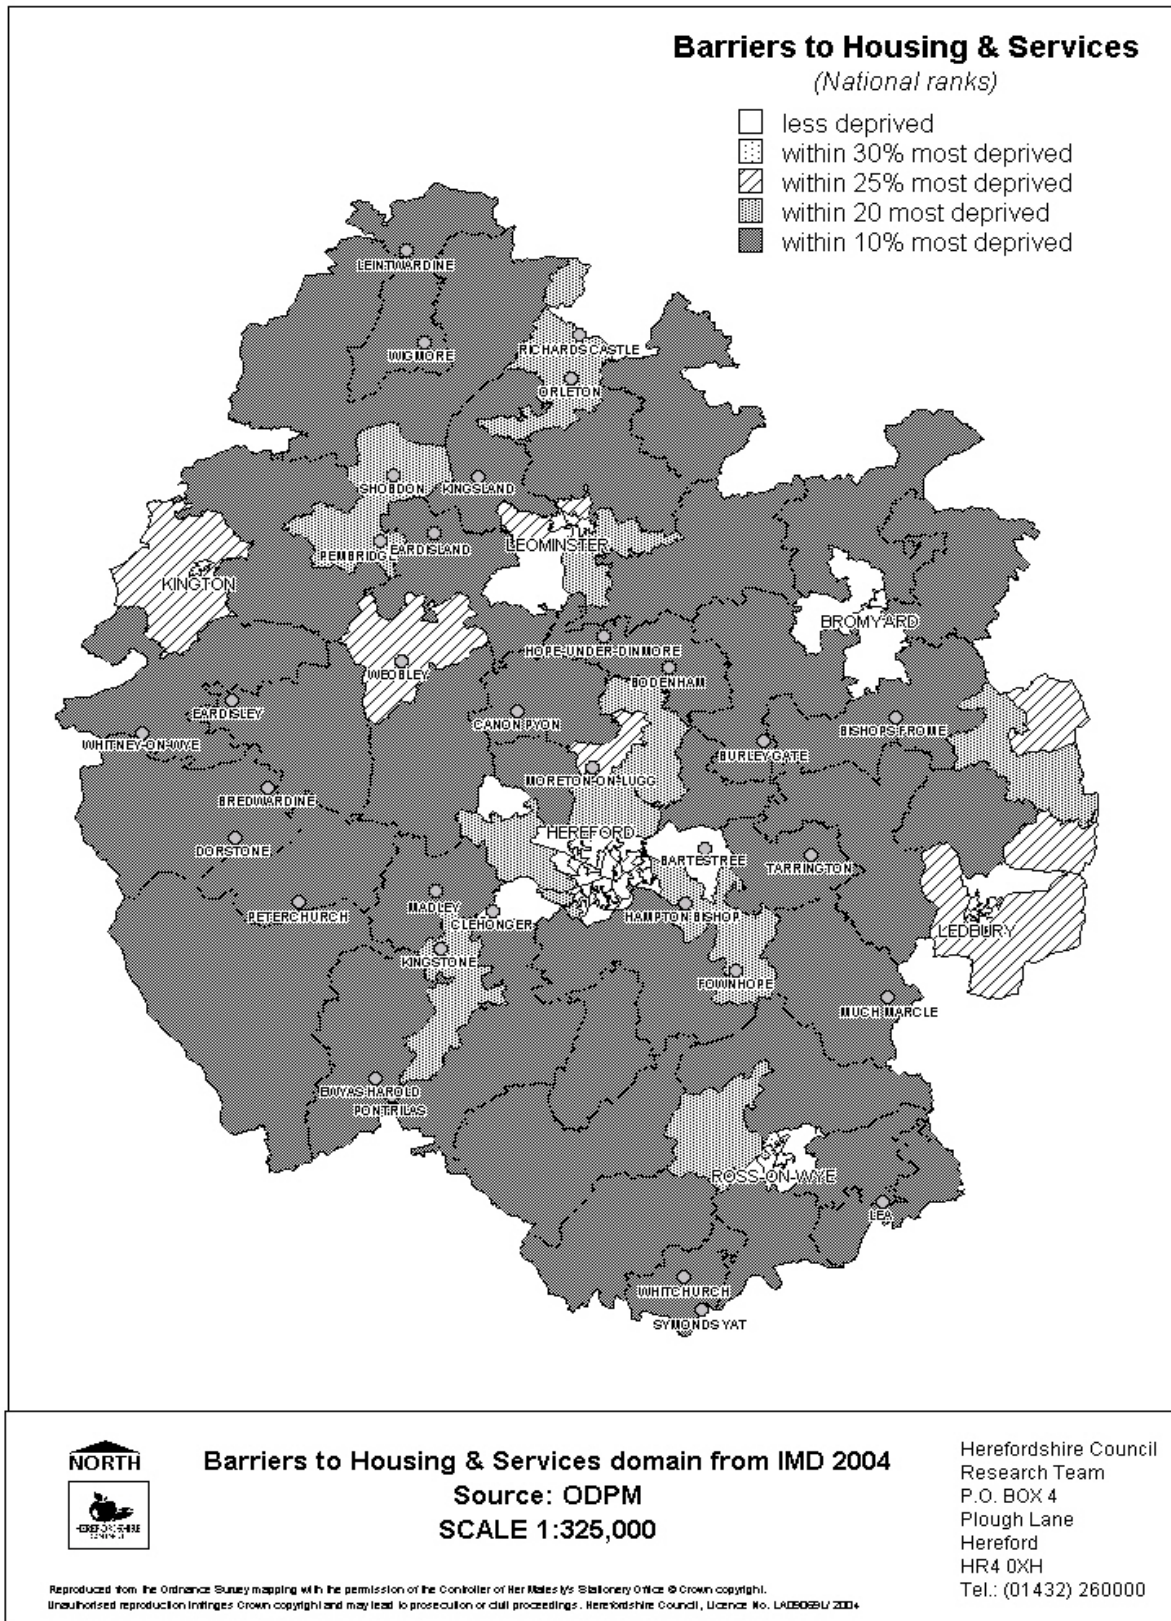 Barriers to Housing & Services
(National ranks)
less deprived
within 30% most deprived
within 25% most deprived
within 20 most deprived
within 10% most deprived
LEINTWARDINE
WIGMORE
RICHARDS CASTLE
ORLETON
SHOBDON
KINGSLAND
PEMBRIDGE
EARDISLAND
LEOMINSTER
KINGTON
BROMYARD
HOPE-UNDER-DINMORE
WEOBLEY
BODENHAM
EARDISLEY
CANON PYON
BISHOPS FROME
WHITNEY-ON-WYE
BURLEY GATE
MORETON-ON-LUGG
BREDWARDINE
HEREFORD
DORSTONE
BARTESTREE
TARRINGTON
PETERCHURCH
MADLEY
CLEHONGER
HAMPTON BISHOP
LEDBURY
KINGSTONE
FOWNHOPE
MUCH MARCLE
EWYAS HAROLD
PONTRILAS
ROSS-ON-WYE
LEA
WHITCHURCH
SYMONDS YAT
NORTH
HEREFORDSHIRE
COUNCIL
Barriers to Housing & Services domain from IMD 2004
Source: ODPM
SCALE 1:325,000
Herefordshire Council
Research Team
P.O. BOX 4
Plough Lane
Hereford
HR4 0XH
Tel.: (01432) 260000
Reproduced from the Ordnance Survey mapping with the permission of the Controller of Her Majesty's Stationery Office © Crown copyright.
Unauthorised reproduction infringes Crown copyright and may lead to prosecution or civil proceedings. Herefordshire Council, Licence No. LA09069L/ 2004